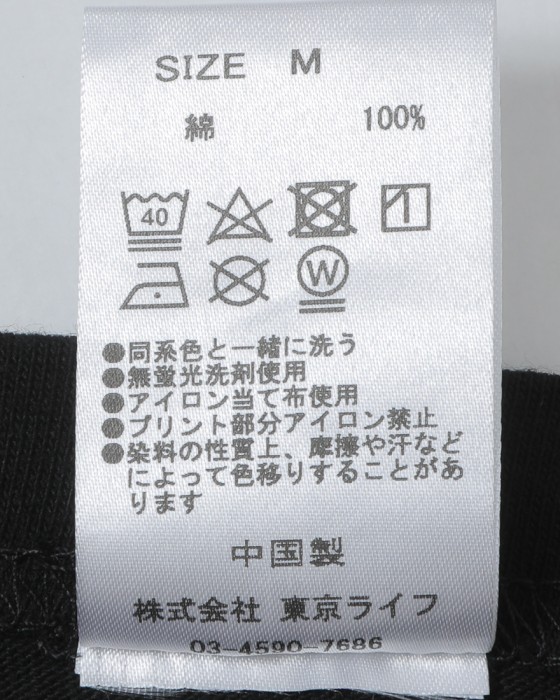 SIZE M
綿 100%
40
W
●同系色と一緒に洗う
●無蛍光洗剤使用
●アイロン当て布使用
●プリント部分アイロン禁止
●染料の性質上、摩擦や汗など
によって色移りすることがあ
ります
中国製
株式会社 東京ライフ
03-4590-7686